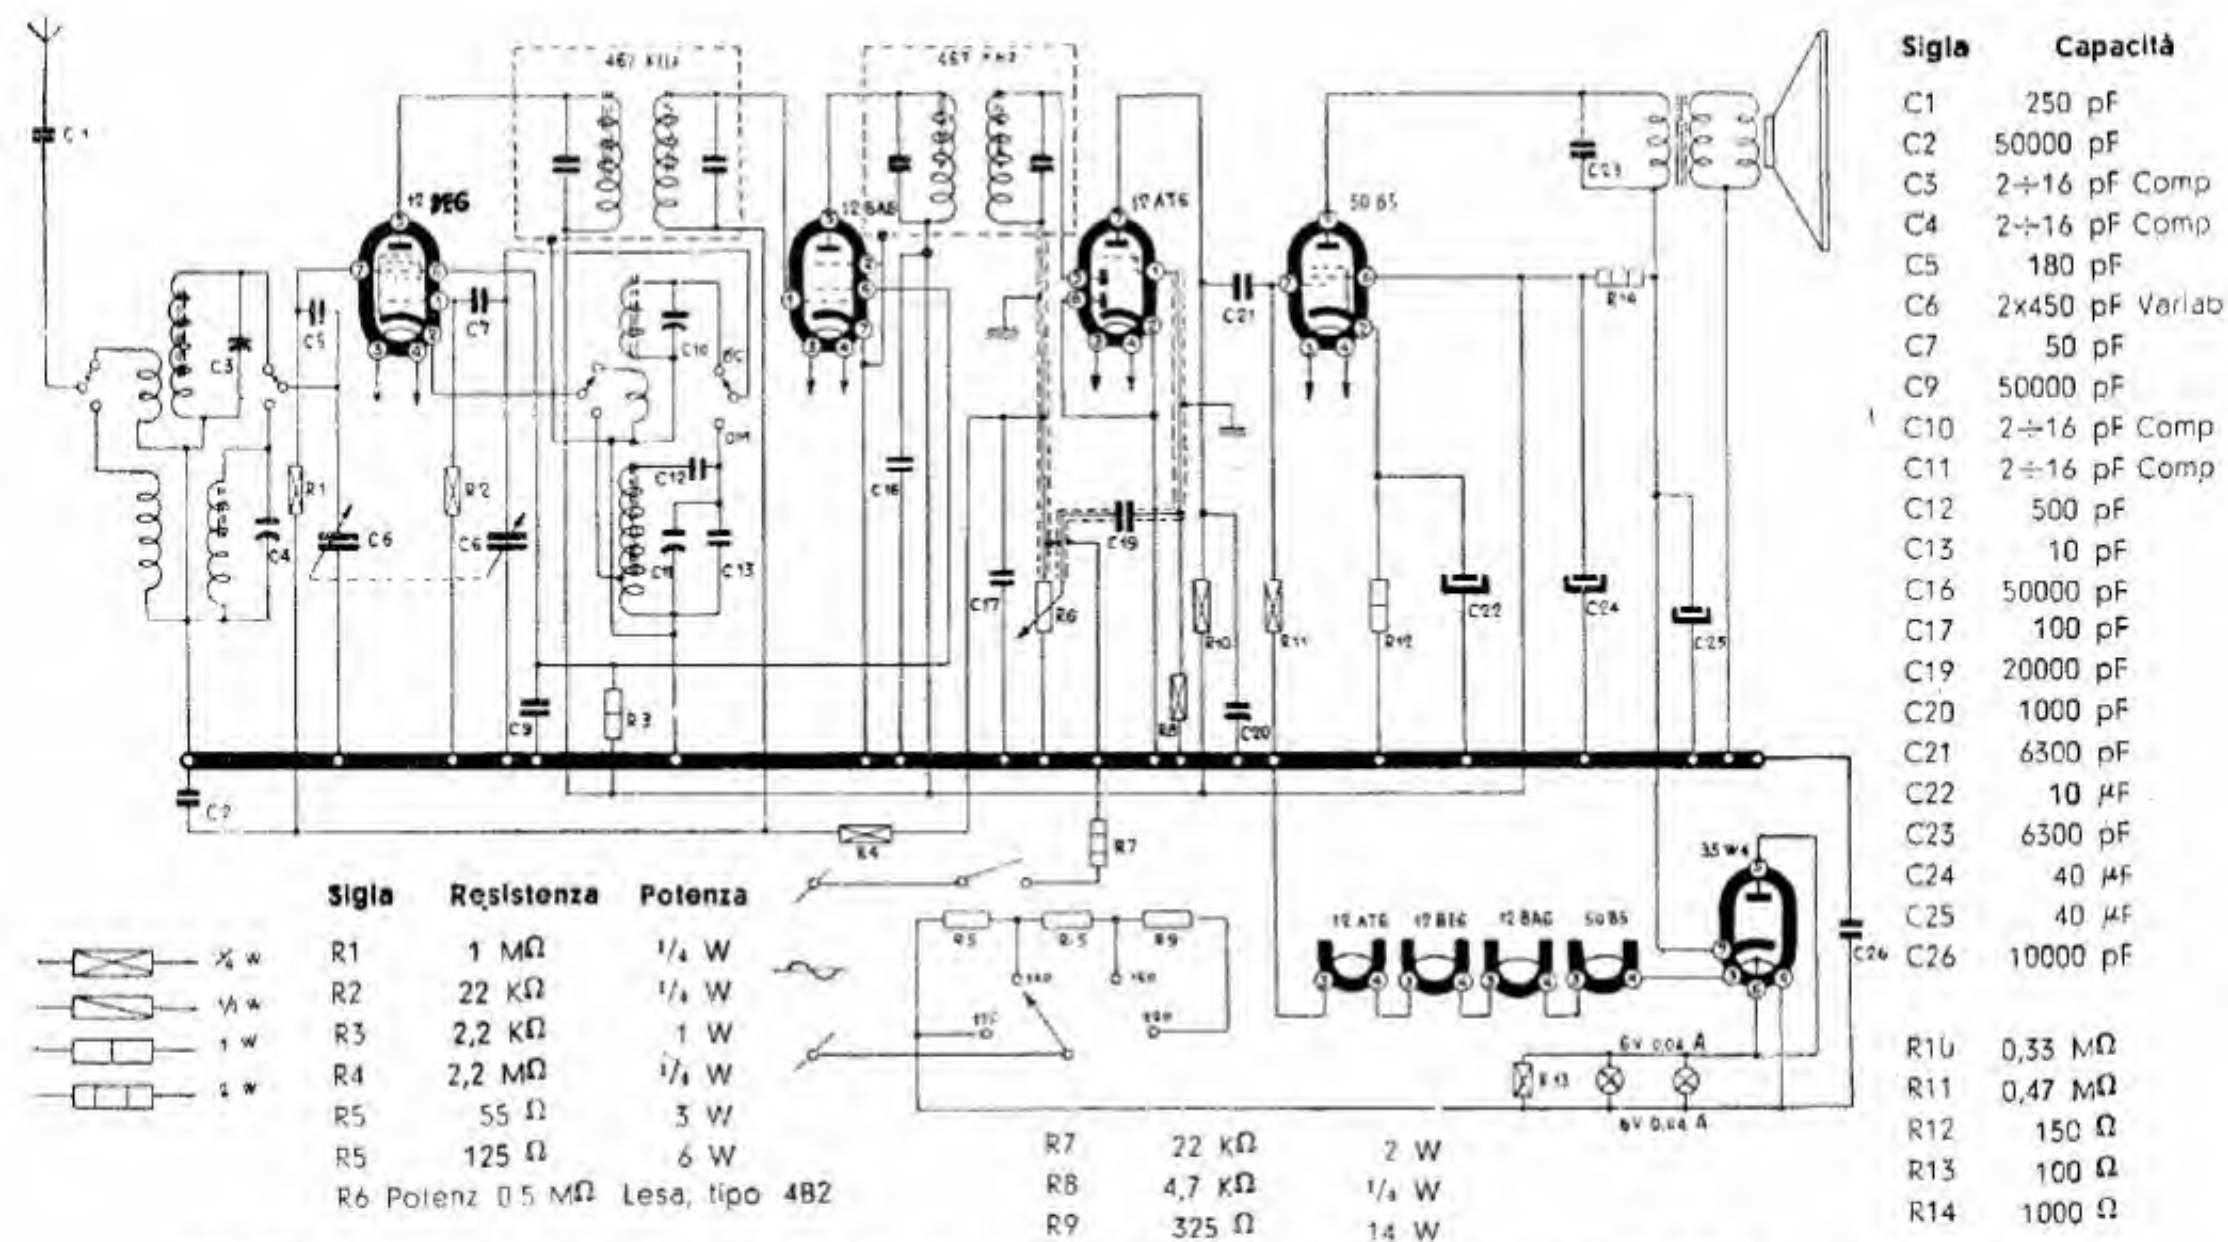 467 KHz
C1
12 BE6
12 BA6
12 AT6
50 B5
C23
C3
C5
C7
C10
OC
OM
C21
R14
R1
C4
C6
R2
C6
C12
C11
C13
C16
C19
C17
R6
R10
R11
R12
C22
C24
C25
C9
R3
R8
C20
C2
R4
R7
35 W4
R5
R5
R9
140
160
220
12 AT6
12 BE6
12 BA6
50 B5
C26
6V 0,04 A
R13
6V 0,04 A
Sigla Capacità
C1 250 pF
C2 50000 pF
C3 2÷16 pF Comp
C4 2÷16 pF Comp
C5 180 pF
C6 2x450 pF Variab
C7 50 pF
C9 50000 pF
C10 2÷16 pF Comp
C11 2÷16 pF Comp
C12 500 pF
C13 10 pF
C16 50000 pF
C17 100 pF
C19 20000 pF
C20 1000 pF
C21 6300 pF
C22 10 µF
C23 6300 pF
C24 40 µF
C25 40 µF
C26 10000 pF
R10 0,33 MΩ
R11 0,47 MΩ
R12 150 Ω
R13 100 Ω
R14 1000 Ω
¼ W
½ W
1 W
2 W
Sigla Resistenza Potenza
R1 1 MΩ 1/4 W
R2 22 KΩ 1/4 W
R3 2,2 KΩ 1 W
R4 2,2 MΩ 1/4 W
R5 55 Ω 3 W
R5 125 Ω 6 W
R6 Potenz 0.5 MΩ Lesa, tipo 4B2
R7 22 KΩ 2 W
R8 4,7 KΩ 1/4 W
R9 325 Ω 14 W